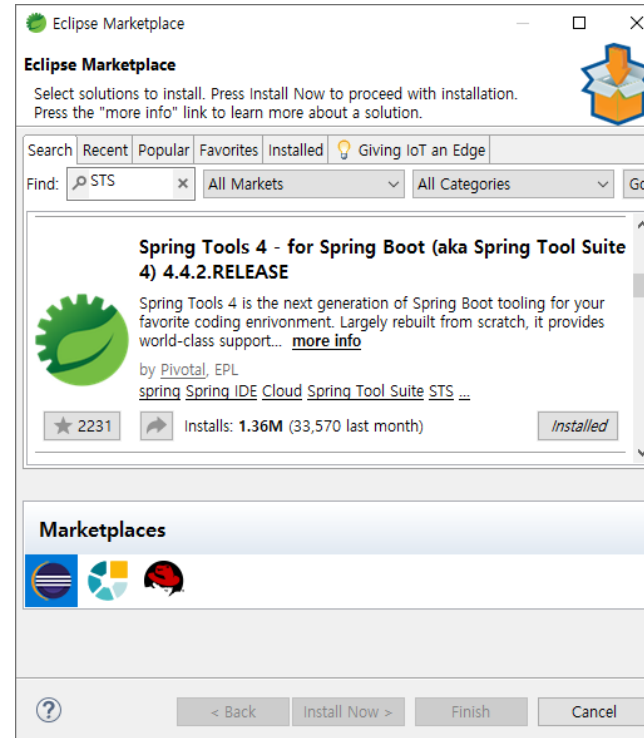 Eclipse Marketplace
Eclipse Marketplace
Select solutions to install. Press Install Now to proceed with installation.
Press the "more info" link to learn more about a solution.
Search Recent Popular Favorites Installed Giving IoT an Edge
Find: STS All Markets All Categories Go
Spring Tools 4 - for Spring Boot (aka Spring Tool Suite
4) 4.4.2.RELEASE
Spring Tools 4 is the next generation of Spring Boot tooling for your
favorite coding enrivonment. Largely rebuilt from scratch, it provides
world-class support... more info
by Pivotal, EPL
spring Spring IDE Cloud Spring Tool Suite STS ...
2231 Installs: 1.36M (33,570 last month) Installed
Marketplaces
? < Back Install Now > Finish Cancel